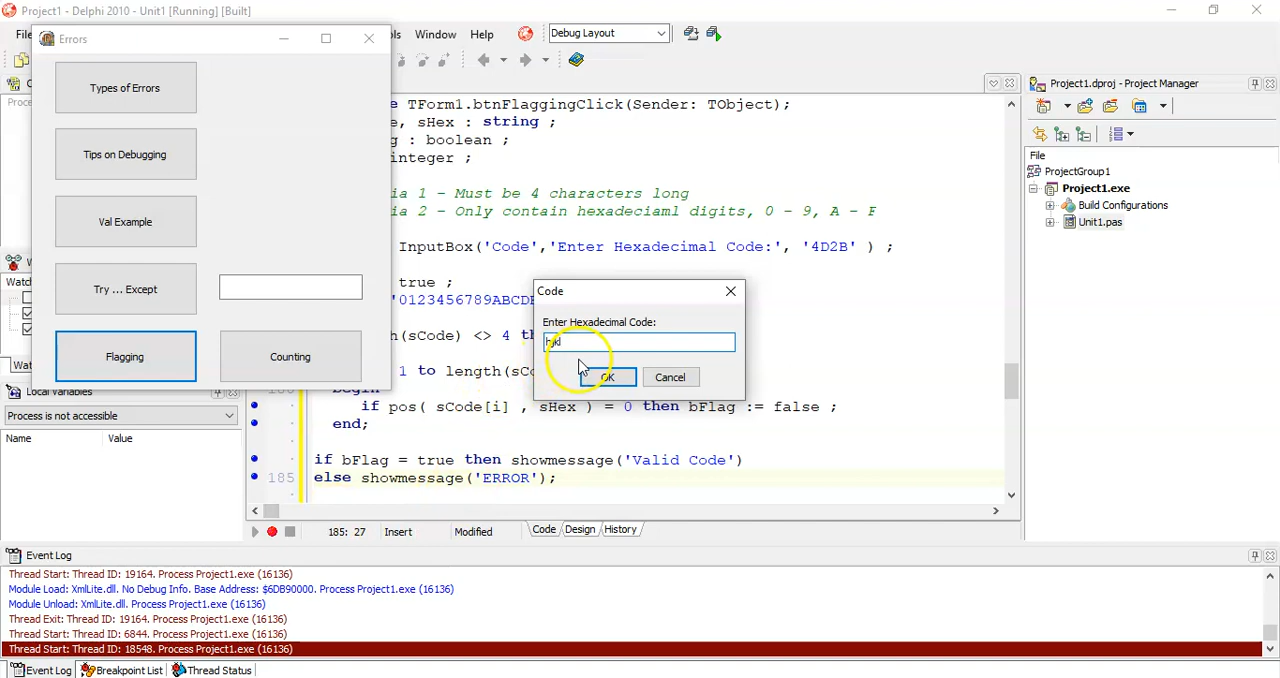 Project1 - Delphi 2010 - Unit1 [Running] [Built]
Window Help Debug Layout
Errors
Types of Errors
Tips on Debugging
Val Example
Try ... Except
Flagging
Counting
TForm1.btnFlaggingClick(Sender: TObject);
, sHex : string ;
: boolean ;
integer ;
1 - Must be 4 characters long
2 - Only contain hexadeciaml digits, 0 - 9, A - F
InputBox('Code','Enter Hexadecimal Code:', '4D2B' ) ;
true ;
'0123456789ABCDE
(sCode) <> 4
1 to
end;
if pos( sCode[i] , sHex ) = 0 then bFlag := false ;
if bFlag = true then showmessage('Valid Code')
185 else showmessage('ERROR');
Code
Enter Hexadecimal Code:
hjkl
OK Cancel
Local Variables
Process is not accessible
Name Value
185: 27 Insert Modified Code Design History
Project1.dproj - Project Manager
File
ProjectGroup1
Project1.exe
Build Configurations
Unit1.pas
Event Log
Thread Start: Thread ID: 19164. Process Project1.exe (16136)
Module Load: XmlLite.dll. No Debug Info. Base Address: $6DB90000. Process Project1.exe (16136)
Module Unload: XmlLite.dll. Process Project1.exe (16136)
Thread Exit: Thread ID: 19164. Process Project1.exe (16136)
Thread Start: Thread ID: 6844. Process Project1.exe (16136)
Thread Start: Thread ID: 18548. Process Project1.exe (16136)
Event Log Breakpoint List Thread Status